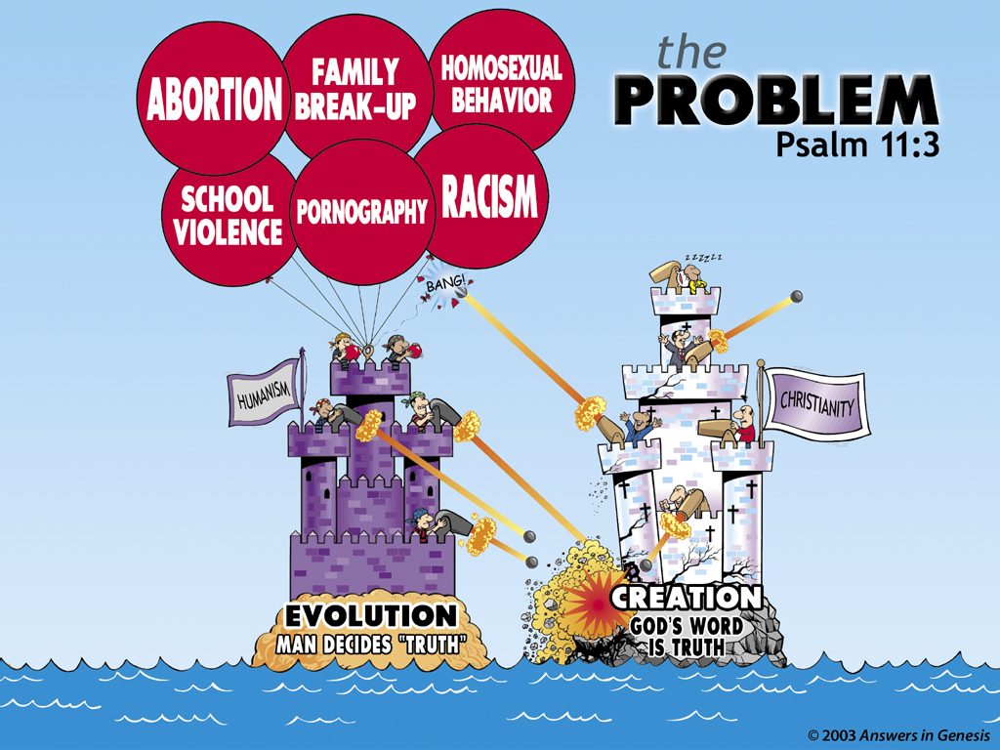 the
PROBLEM
Psalm 11:3
ABORTION
FAMILY
BREAK-UP
HOMOSEXUAL
BEHAVIOR
SCHOOL
VIOLENCE
PORNOGRAPHY
RACISM
BANG!
ZZZZZZ
HUMANISM
CHRISTIANITY
EVOLUTION
MAN DECIDES "TRUTH"
CREATION
GOD'S WORD
IS TRUTH
© 2003 Answers in Genesis